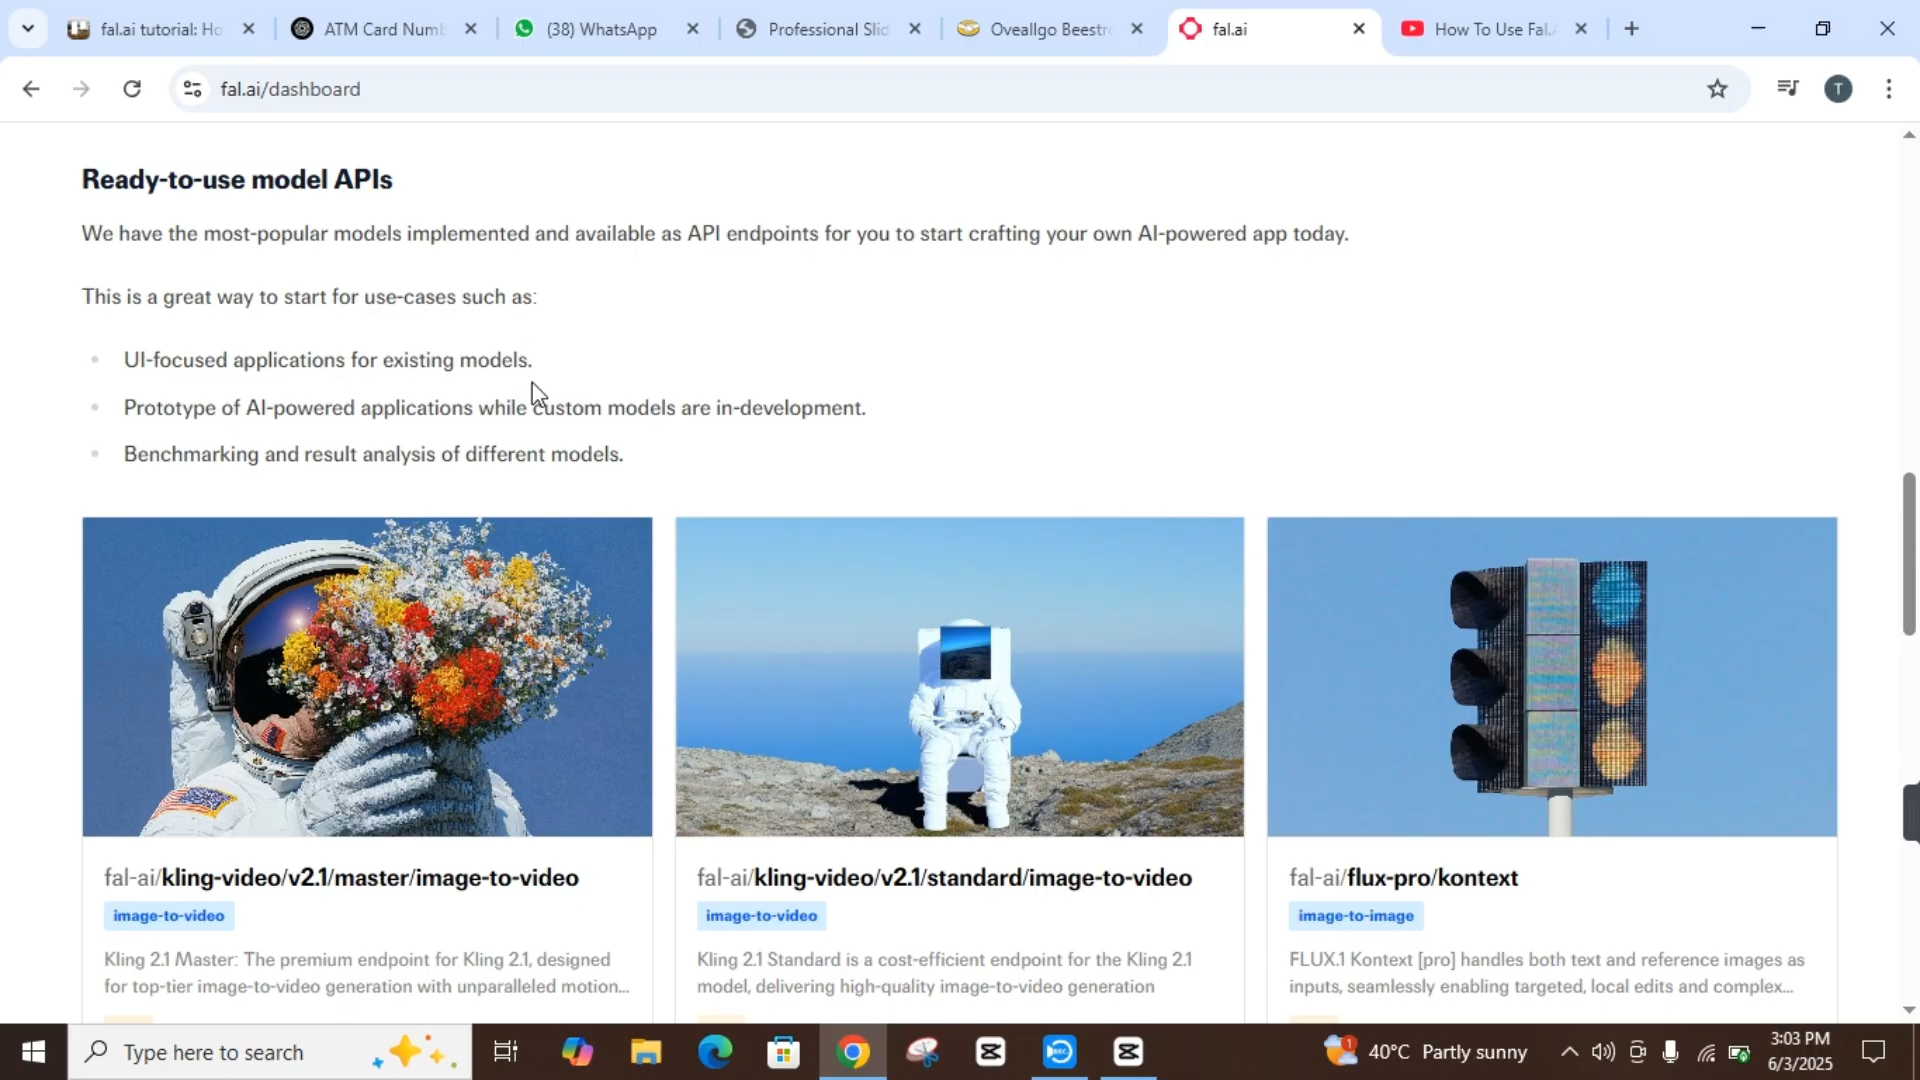 fal.ai tutorial: Ho
ATM Card Numb
(38) WhatsApp
Professional Slid
Oveallgo Beestr
fal.ai
How To Use Fal.
fal.ai/dashboard
T
Ready-to-use model APIs
We have the most-popular models implemented and available as API endpoints for you to start crafting your own AI-powered app today.
This is a great way to start for use-cases such as:
UI-focused applications for existing models.
Prototype of AI-powered applications while custom models are in-development.
Benchmarking and result analysis of different models.
fal-ai/kling-video/v2.1/master/image-to-video
image-to-video
Kling 2.1 Master: The premium endpoint for Kling 2.1, designed
for top-tier image-to-video generation with unparalleled motion...
fal-ai/kling-video/v2.1/standard/image-to-video
image-to-video
Kling 2.1 Standard is a cost-efficient endpoint for the Kling 2.1
model, delivering high-quality image-to-video generation
fal-ai/flux-pro/kontext
image-to-image
FLUX.1 Kontext [pro] handles both text and reference images as
inputs, seamlessly enabling targeted, local edits and complex...
Type here to search
REC
1
40°C Partly sunny
3:03 PM
6/3/2025